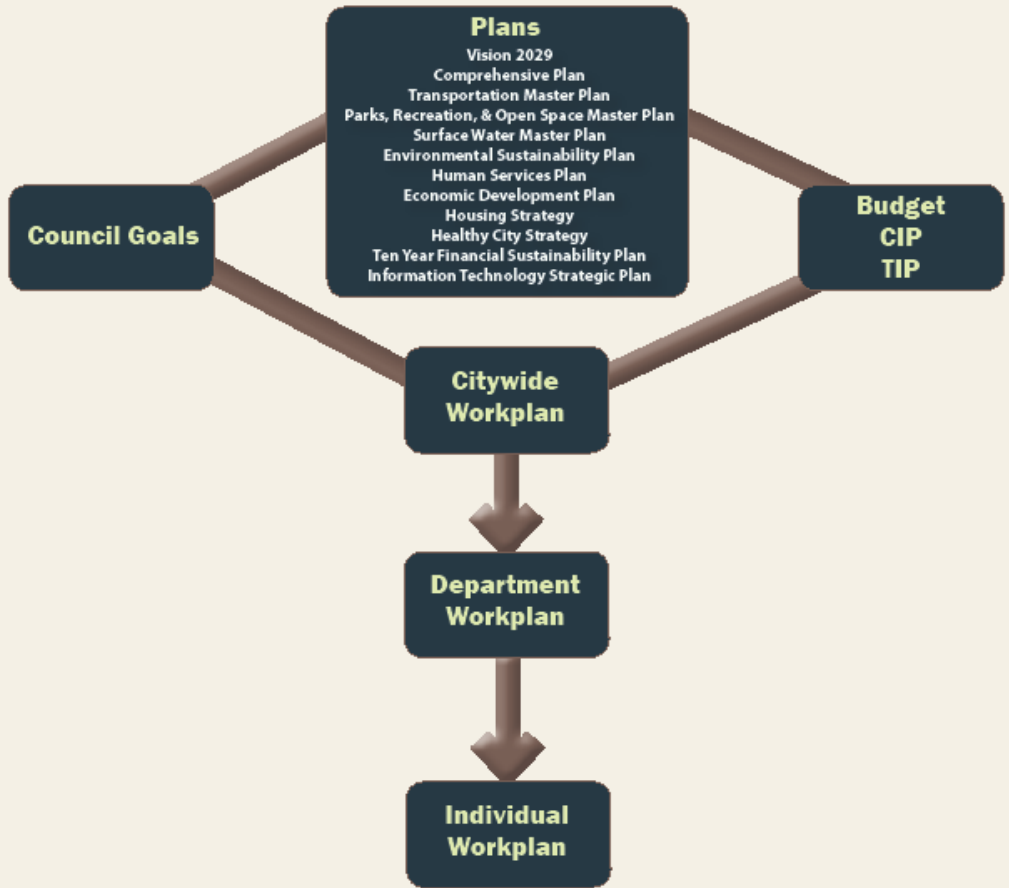 Plans
Vision 2029
Comprehensive Plan
Transportation Master Plan
Parks, Recreation, & Open Space Master Plan
Surface Water Master Plan
Environmental Sustainability Plan
Human Services Plan
Economic Development Plan
Housing Strategy
Healthy City Strategy
Ten Year Financial Sustainability Plan
Information Technology Strategic Plan
Council Goals
Budget
CIP
TIP
Citywide
Workplan
Department
Workplan
Individual
Workplan